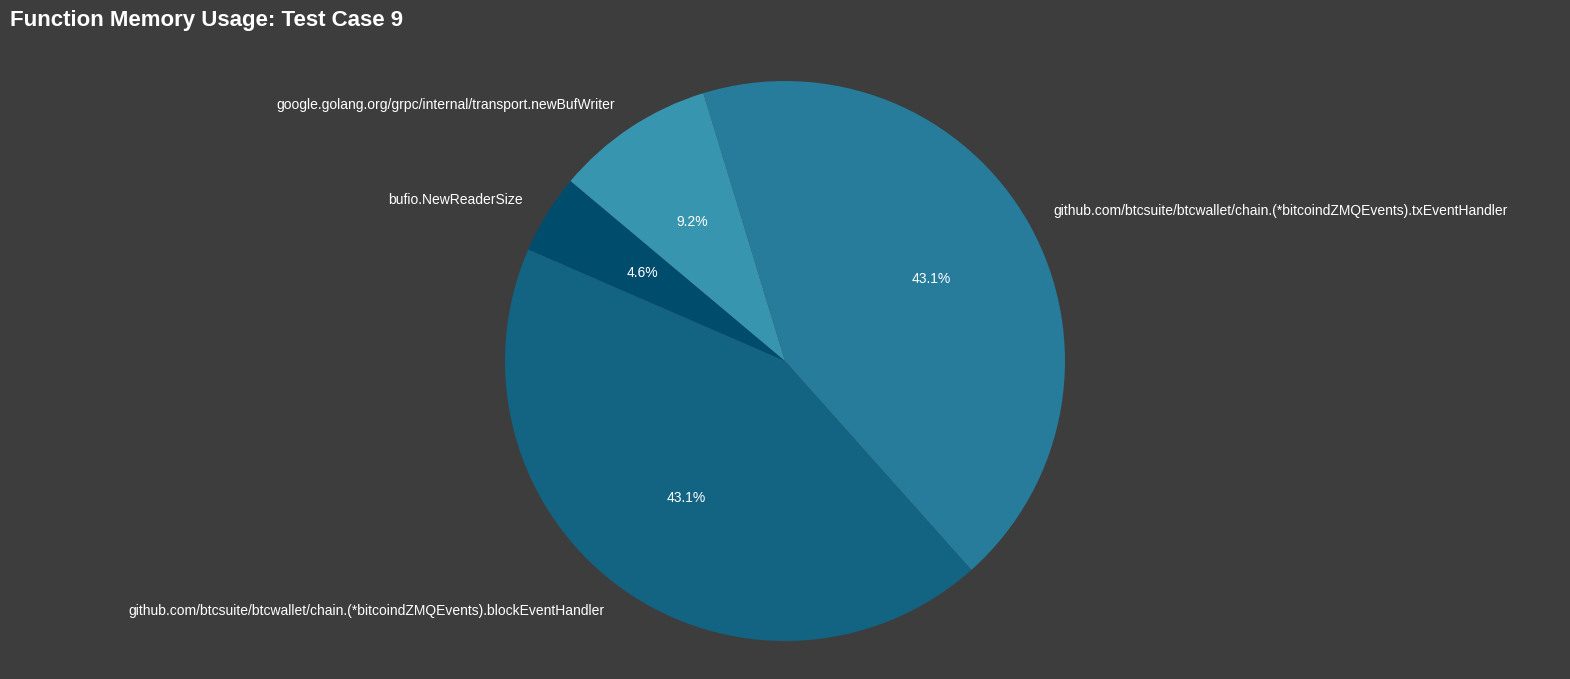 Function Memory Usage: Test Case 9
google.golang.org/grpc/internal/transport.newBufWriter
bufio.NewReaderSize
github.com/btcsuite/btcwallet/chain.(*bitcoindZMQEvents).txEventHandler
9.2%
4.6%
43.1%
43.1%
github.com/btcsuite/btcwallet/chain.(*bitcoindZMQEvents).blockEventHandler